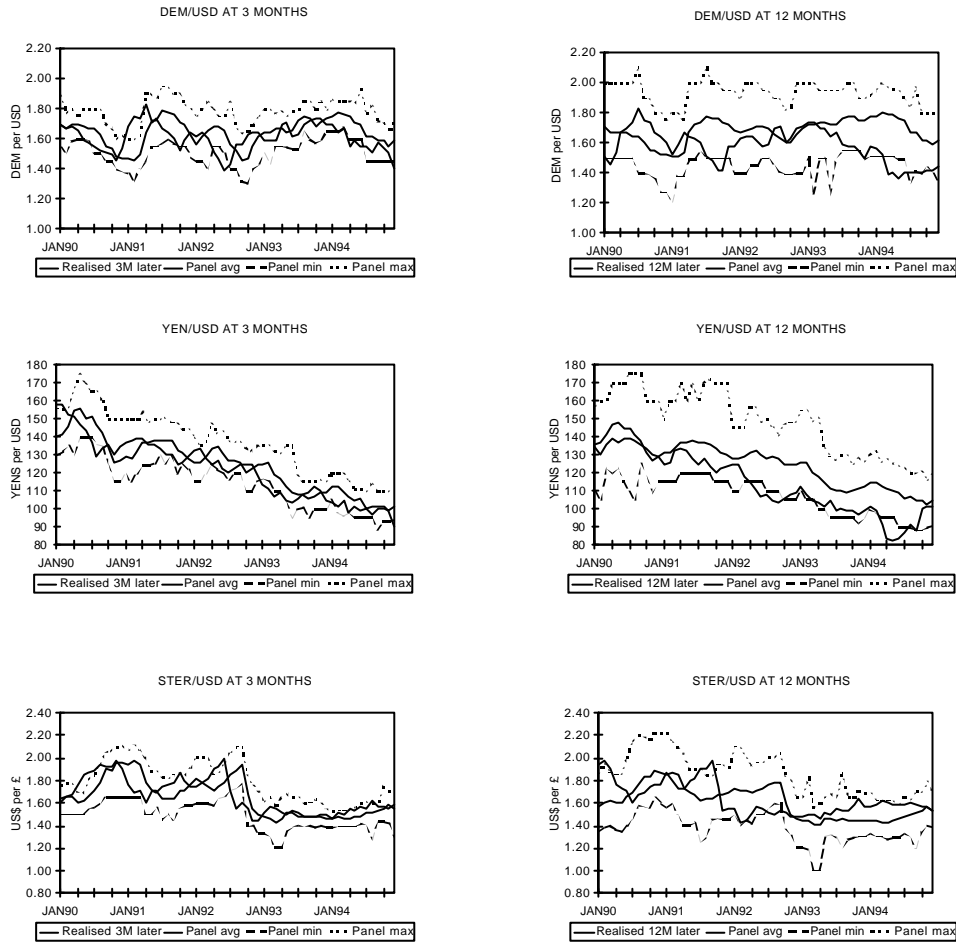 DEM/USD AT 3 MONTHS
2.20
2.00
1.80
1.60
1.40
1.20
1.00
DEM per USD
JAN90 JAN91 JAN92 JAN93 JAN94
Realised 3M later Panel avg Panel min Panel max
DEM/USD AT 12 MONTHS
2.20
2.00
1.80
1.60
1.40
1.20
1.00
DEM per USD
JAN90 JAN91 JAN92 JAN93 JAN94
Realised 12M later Panel avg Panel min Panel max
YEN/USD AT 3 MONTHS
180
170
160
150
140
130
120
110
100
90
80
YENS per USD
JAN90 JAN91 JAN92 JAN93 JAN94
Realised 3M later Panel avg Panel min Panel max
YEN/USD AT 12 MONTHS
180
170
160
150
140
130
120
110
100
90
80
YENS per USD
JAN90 JAN91 JAN92 JAN93 JAN94
Realised 12M later Panel avg Panel min Panel max
STER/USD AT 3 MONTHS
2.40
2.20
2.00
1.80
1.60
1.40
1.20
1.00
0.80
US$ per £
JAN90 JAN91 JAN92 JAN93 JAN94
Realised 3M later Panel avg Panel min Panel max
STER/USD AT 12 MONTHS
2.40
2.20
2.00
1.80
1.60
1.40
1.20
1.00
0.80
US$ per £
JAN90 JAN91 JAN92 JAN93 JAN94
Realised 12M later Panel avg Panel min Panel max